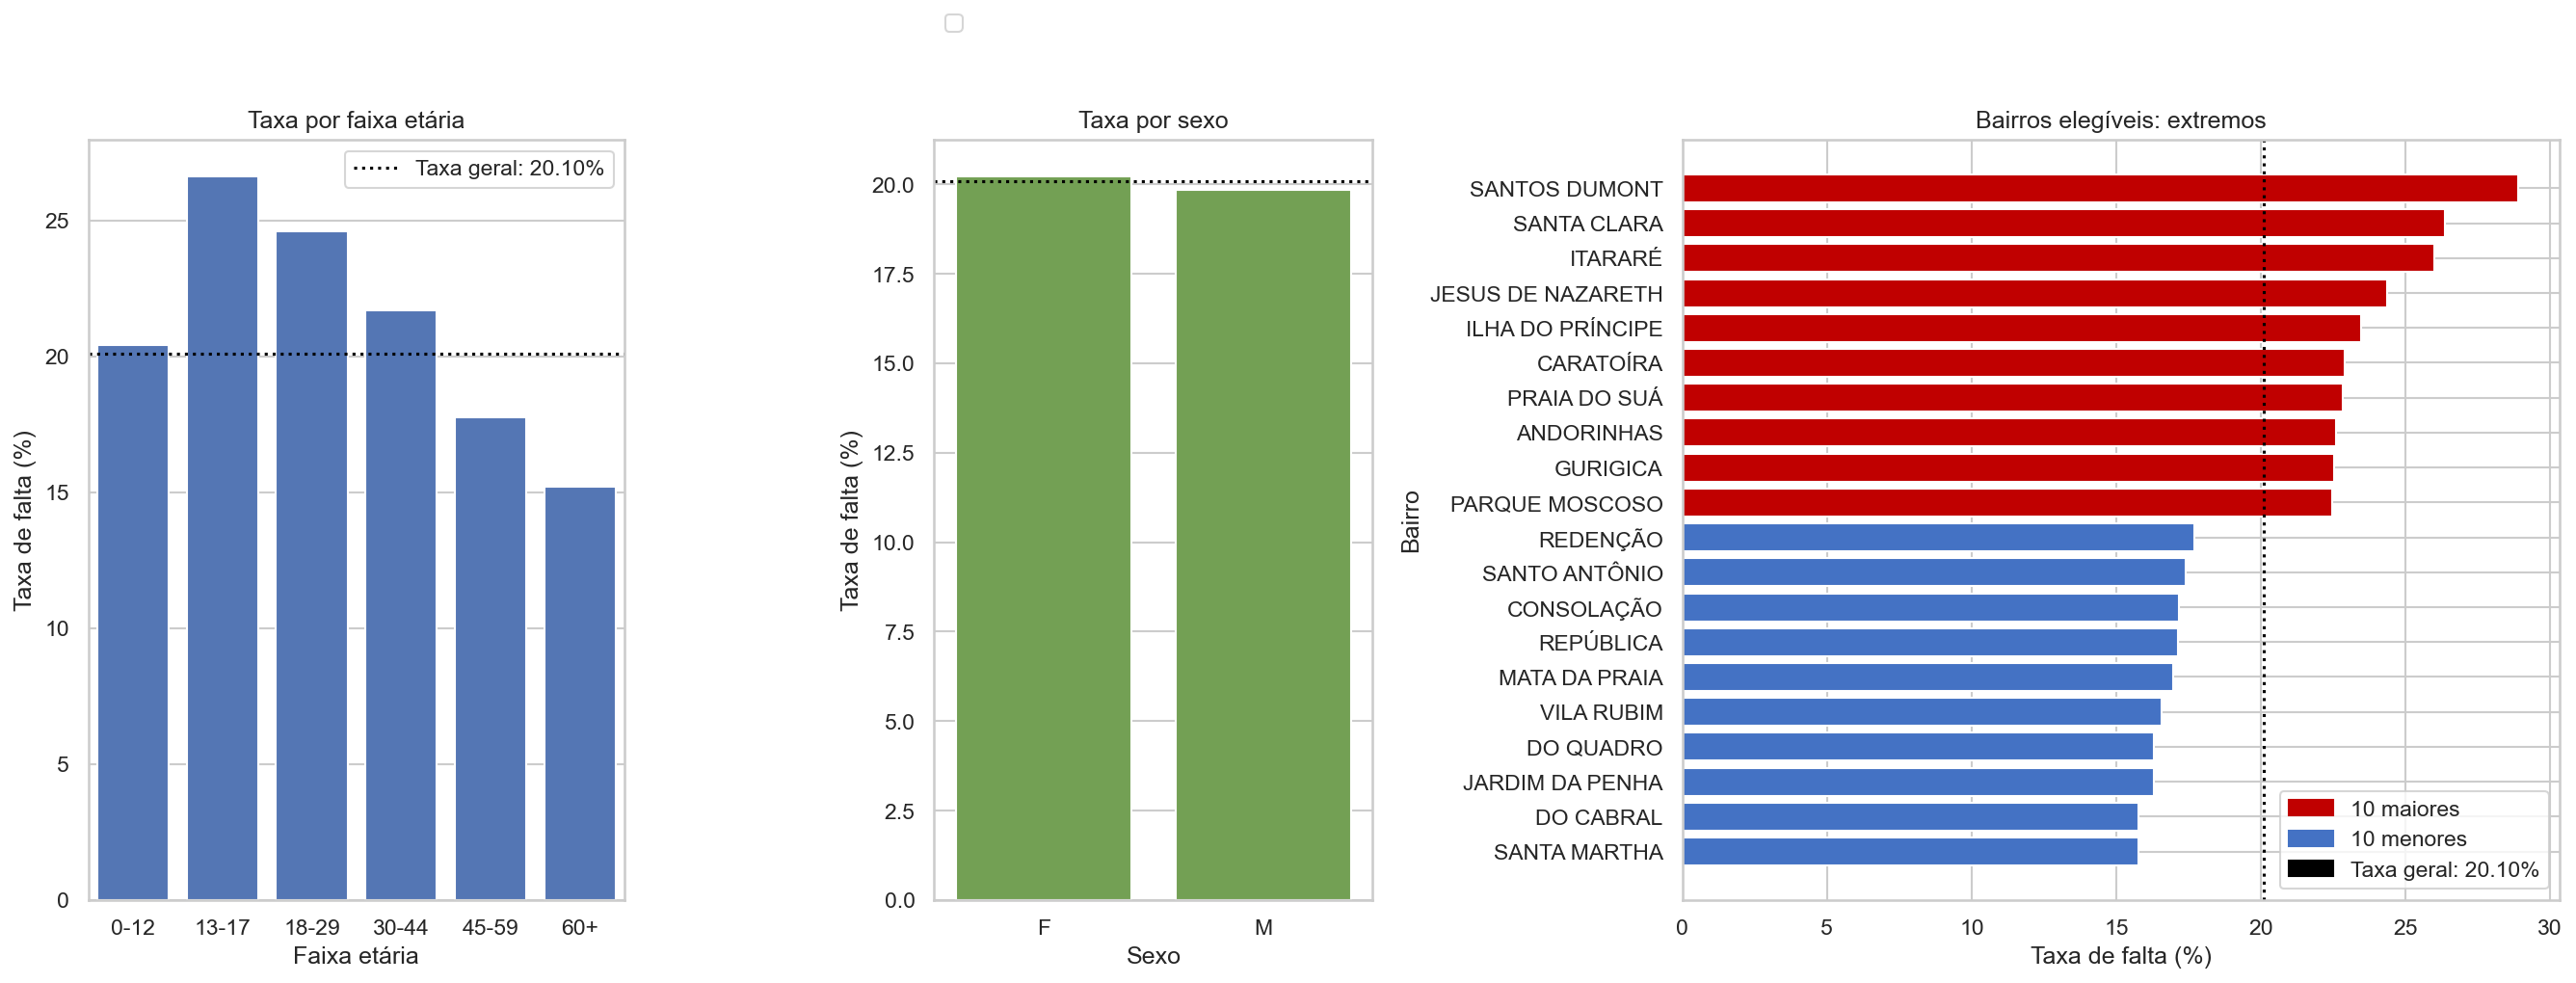 Taxa por faixa etária
Taxa geral: 20.10%
Taxa de falta (%)
25
20
15
10
5
0
0-12 13-17 18-29 30-44 45-59 60+
Faixa etária
Taxa por sexo
Taxa de falta (%)
20.0
17.5
15.0
12.5
10.0
7.5
5.0
2.5
0.0
F M
Sexo
Bairros elegíveis: extremos
Bairro
SANTOS DUMONT
SANTA CLARA
ITARARÉ
JESUS DE NAZARETH
ILHA DO PRÍNCIPE
CARATOÍRA
PRAIA DO SUÁ
ANDORINHAS
GURIGICA
PARQUE MOSCOSO
REDENÇÃO
SANTO ANTÔNIO
CONSOLAÇÃO
REPÚBLICA
MATA DA PRAIA
VILA RUBIM
DO QUADRO
JARDIM DA PENHA
DO CABRAL
SANTA MARTHA
10 maiores
10 menores
Taxa geral: 20.10%
0 5 10 15 20 25 30
Taxa de falta (%)